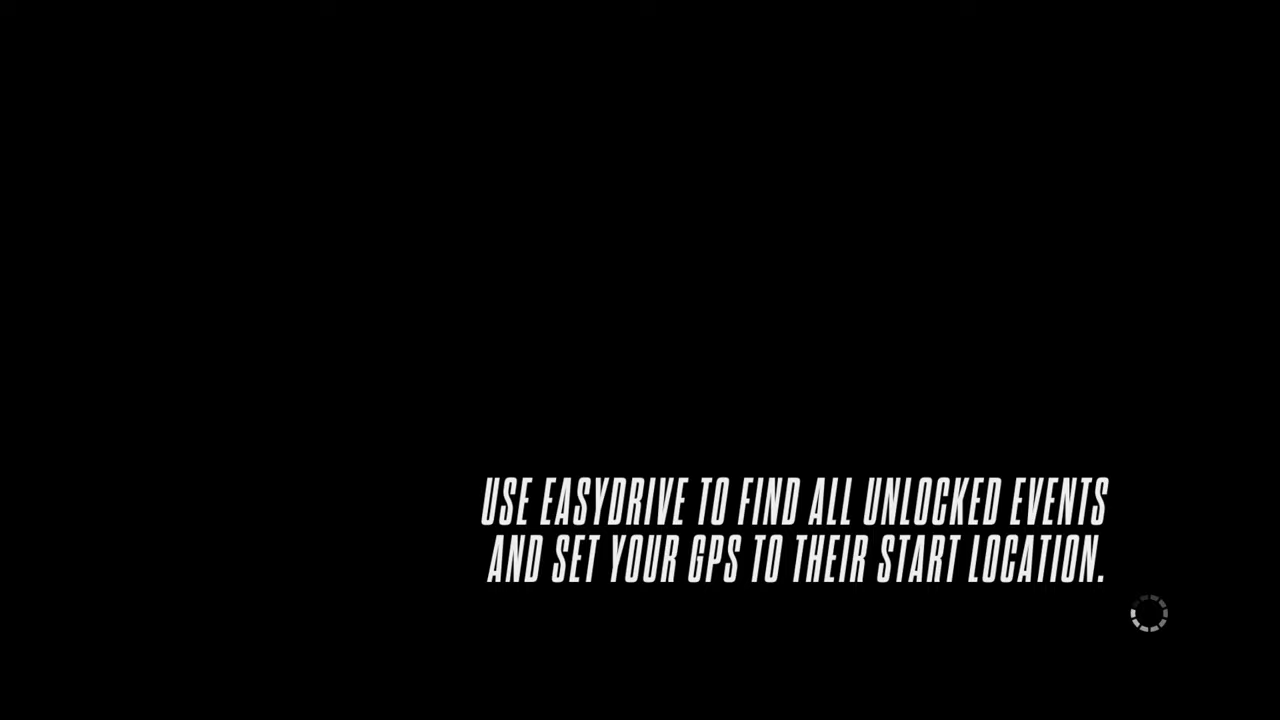 USE EASYDRIVE TO FIND ALL UNLOCKED EVENTS
AND SET YOUR GPS TO THEIR START LOCATION.